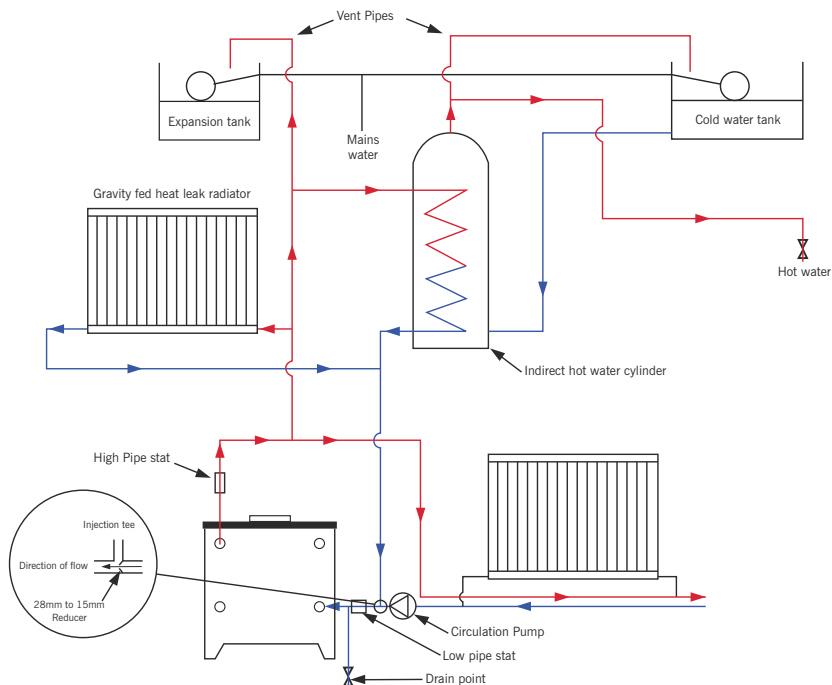 Vent Pipes
Expansion tank
Mains
water
Cold water tank
Gravity fed heat leak radiator
Hot water
Indirect hot water cylinder
High Pipe stat
Injection tee
Direction of flow
28mm to 15mm
Reducer
Circulation Pump
Low pipe stat
Drain point